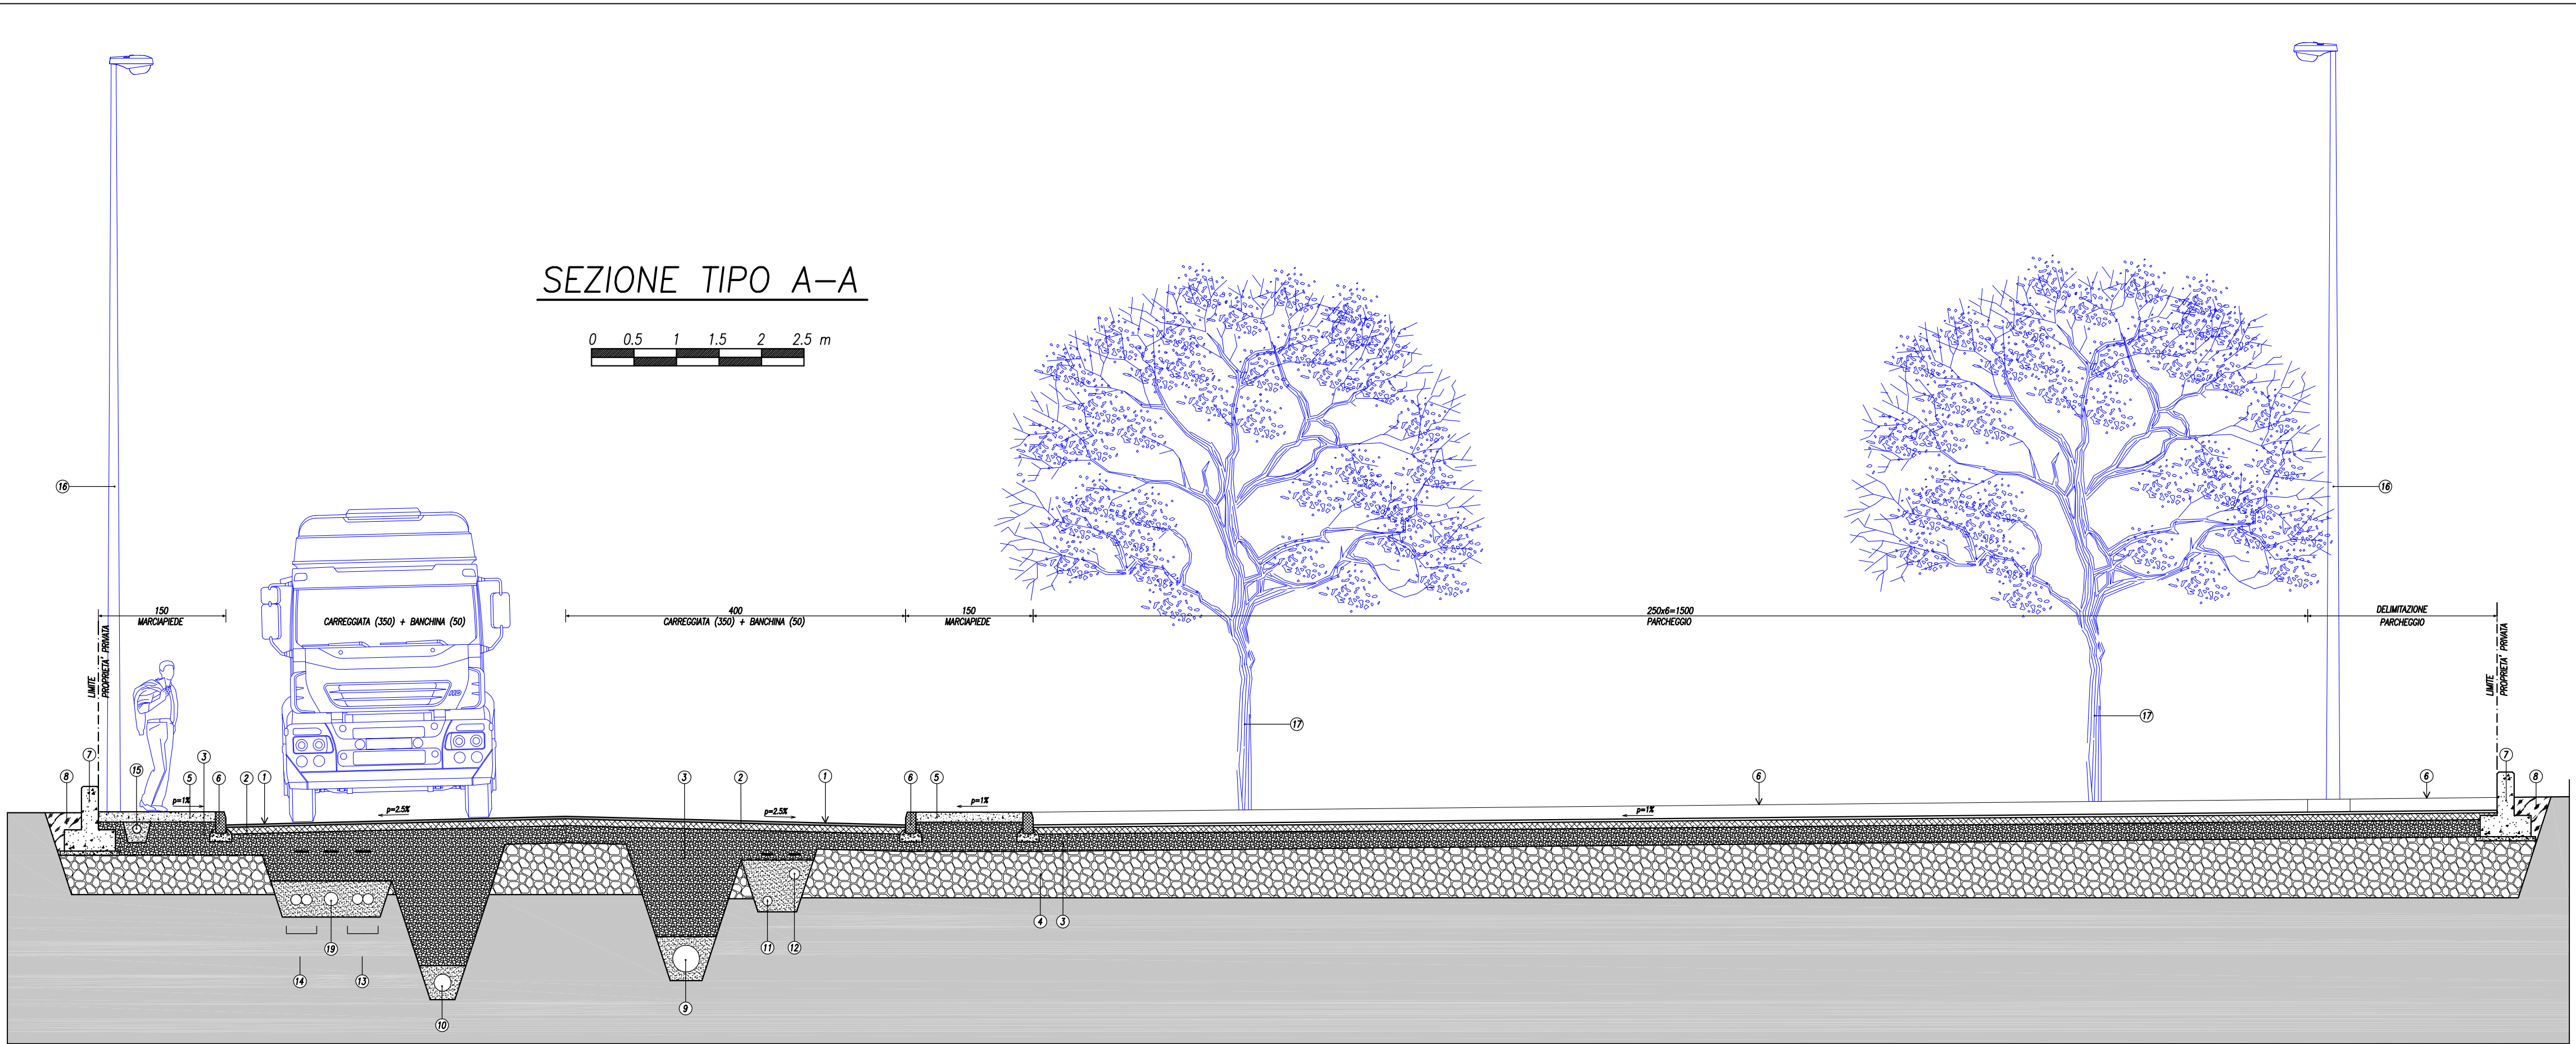 SEZIONE TIPO A-A
0 0.5 1 1.5 2 2.5 m
16
16
150
MARCIAPIEDE
CARREGGIATA (350) + BANCHINA (50)
400
CARREGGIATA (350) + BANCHINA (50)
150
MARCIAPIEDE
250x6=1500
PARCHEGGIO
DELIMITAZIONE
PARCHEGGIO
LIMITE
PROPRIETA' PRIVATA
LIMITE
PROPRIETA' PRIVATA
17
17
8
7
15
5
3
6
2
1
3
2
1
6
5
6
6
7
8
p=1%
p=2.5%
p=2.5%
p=1%
p=1%
14
19
13
10
9
11
12
4
3